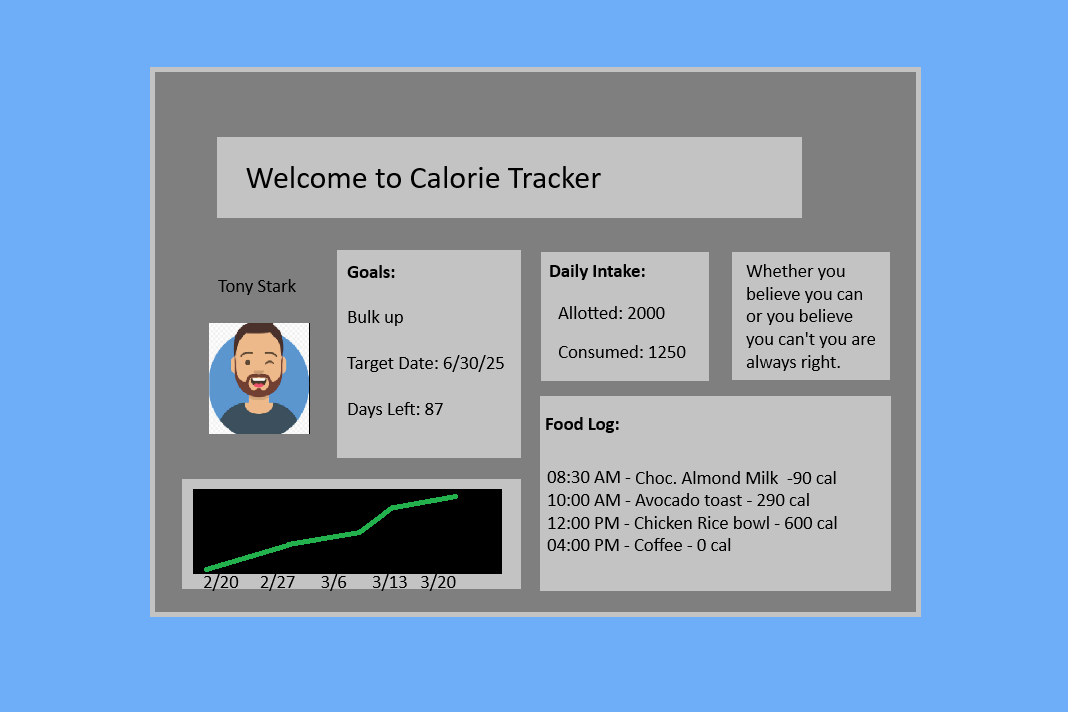 Welcome to Calorie Tracker
Tony Stark
Goals:
Bulk up
Target Date: 6/30/25
Days Left: 87
Daily Intake:
Allotted: 2000
Consumed: 1250
Whether you
believe you can
or you believe
you can't you are
always right.
Food Log:
08:30 AM - Choc. Almond Milk  -90 cal
10:00 AM - Avocado toast - 290 cal
12:00 PM - Chicken Rice bowl - 600 cal
04:00 PM - Coffee - 0 cal
2/20 2/27 3/6 3/13 3/20